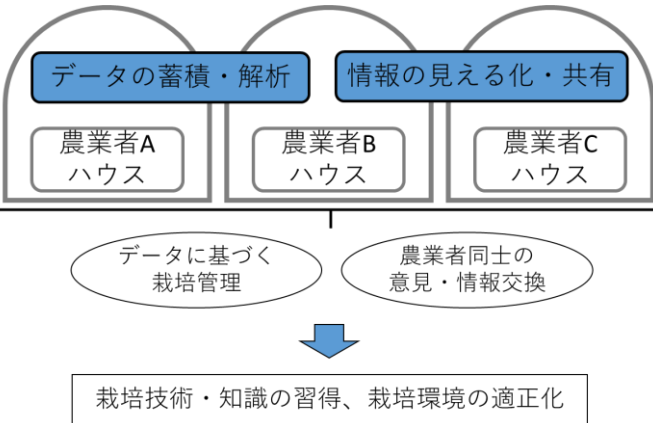 データの蓄積・解析
情報の見える化・共有
農業者A
ハウス
農業者B
ハウス
農業者C
ハウス
データに基づく
栽培管理
農業者同士の
意見・情報交換
栽培技術・知識の習得、栽培環境の適正化